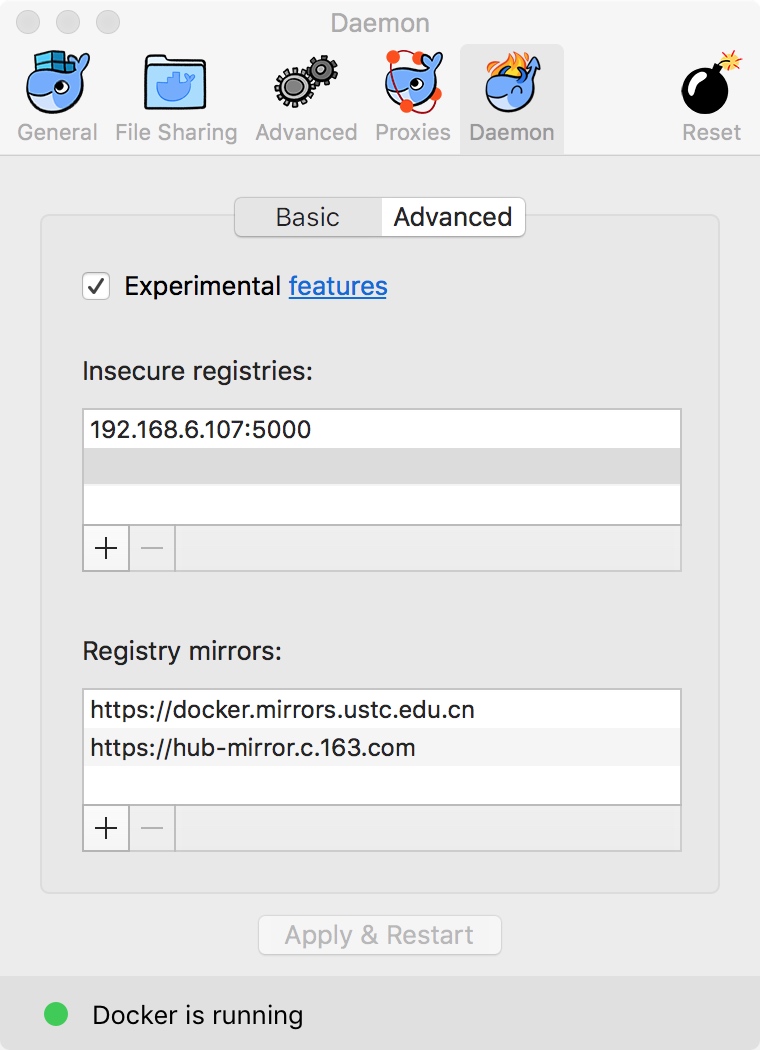 Daemon
General File Sharing Advanced Proxies Daemon Reset
Basic Advanced
Experimental features
Insecure registries:
192.168.6.107:5000
Registry mirrors:
https://docker.mirrors.ustc.edu.cn
https://hub-mirror.c.163.com
Apply & Restart
Docker is running